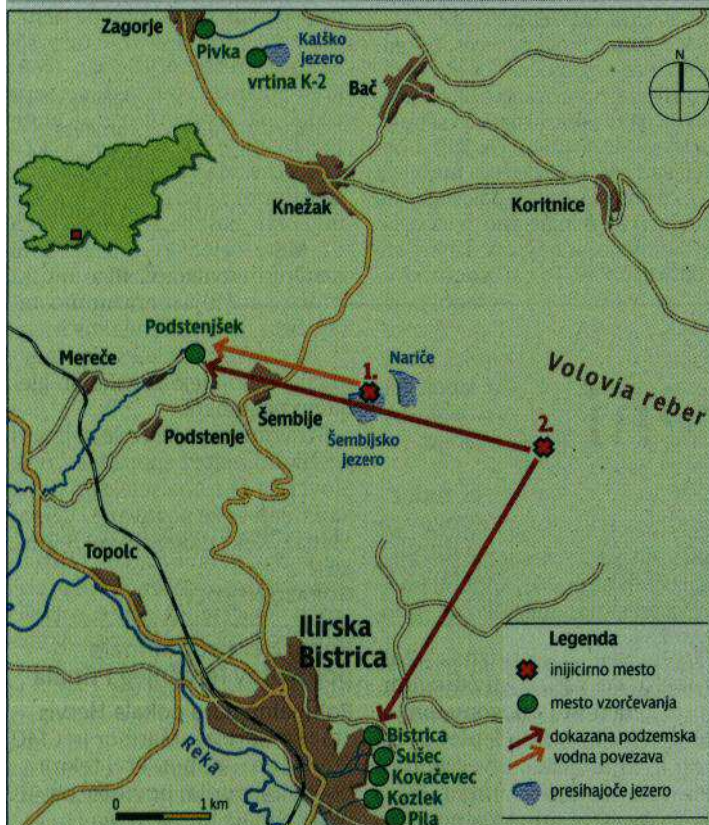 Zagorje
Pivka
Kalško
jezero
vrtina K-2
Bač
N
Knežak
Koritnice
Podstenjšek
Mereče
1.
Nariče
Volovja reber
Šembije
Podstenje
Šembijsko
jezero
2.
Topolc
Ilirska
Bistrica
Reka
Bistrica
Sušec
Kovačevec
Kozlek
Pila
0 1 km
Legenda
inijicirno mesto
mesto vzorčevanja
dokazana podzemska
vodna povezava
presihajoče jezero